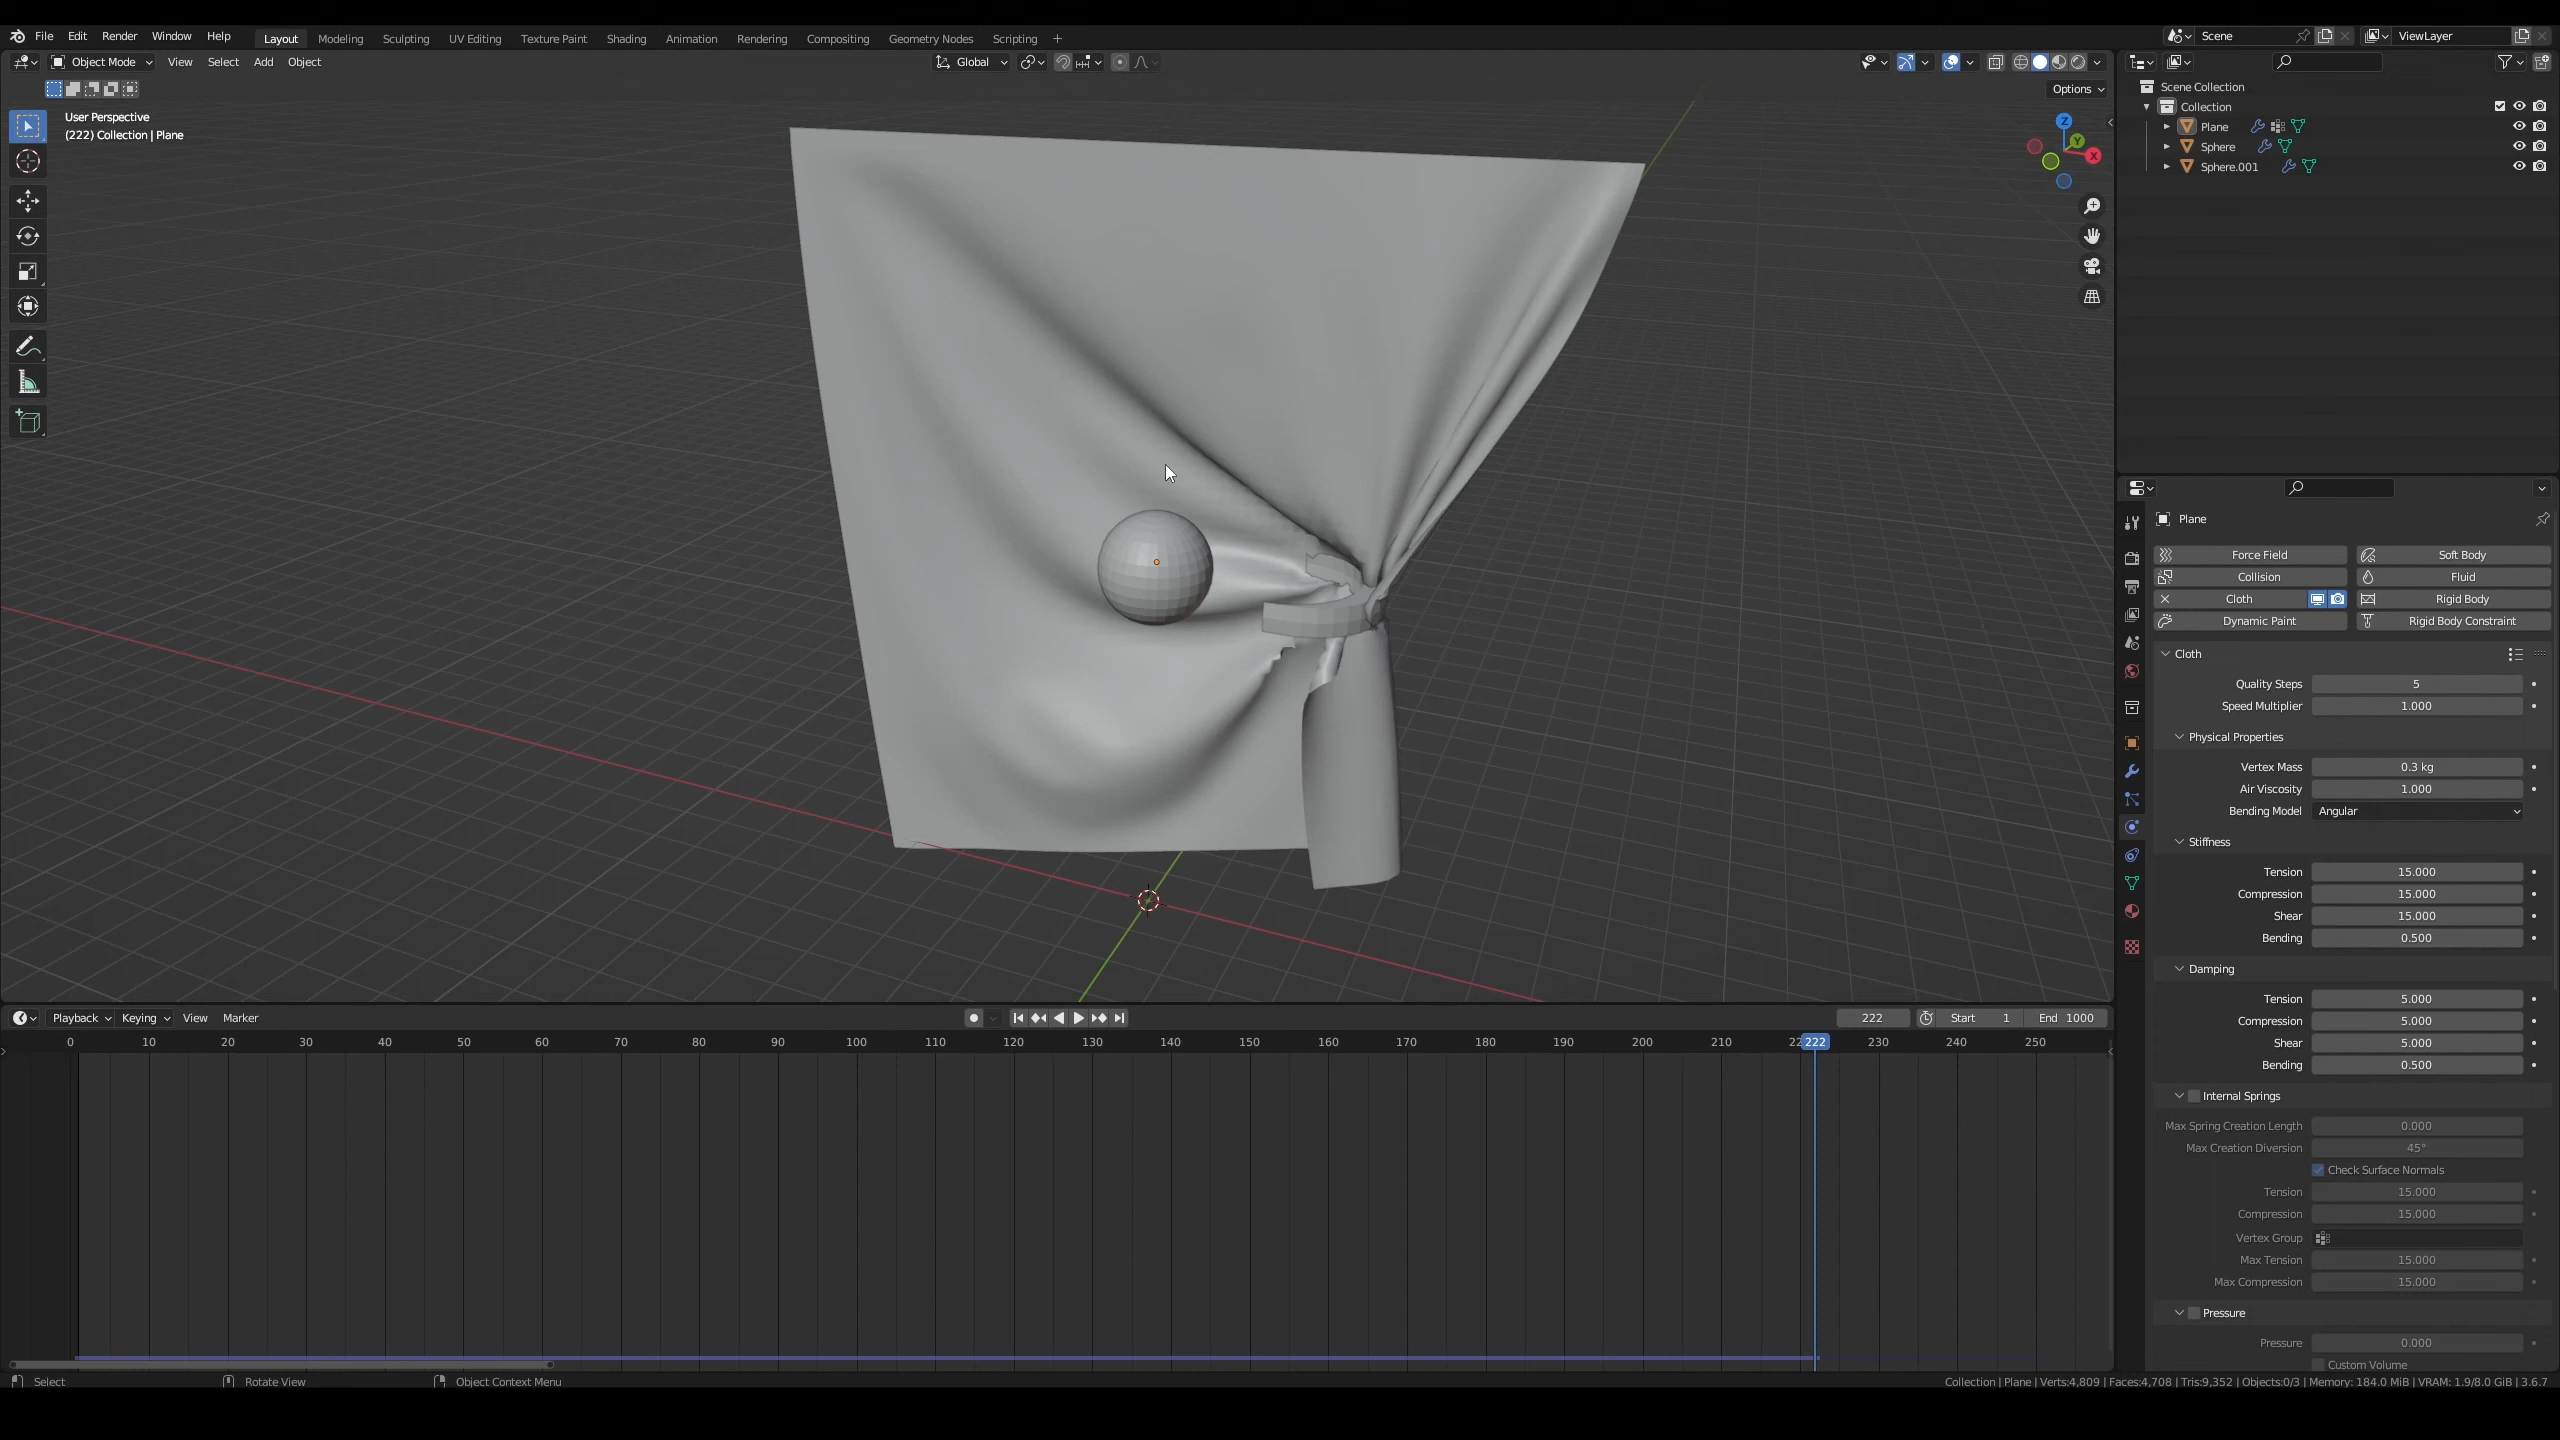 File Edit Render Window Help Layout Modeling Sculpting UV Editing Texture Paint Shading Animation Rendering Compositing Geometry Nodes Scripting + Scene ViewLayer
Object Mode View Select Add Object Global
Options
User Perspective
(222) Collection | Plane
Z
Y
X
Scene Collection
Collection
Plane
Sphere
Sphere.001
Plane
Force Field Soft Body
Collision Fluid
Cloth Rigid Body
Dynamic Paint Rigid Body Constraint
Cloth
Quality Steps 5
Speed Multiplier 1.000
Physical Properties
Vertex Mass 0.3 kg
Air Viscosity 1.000
Bending Model Angular
Stiffness
Tension 15.000
Compression 15.000
Shear 15.000
Bending 0.500
Damping
Tension 5.000
Compression 5.000
Shear 5.000
Bending 0.500
Internal Springs
Max Spring Creation Length 0.000
Max Creation Diversion 45°
Check Surface Normals
Tension 15.000
Compression 15.000
Vertex Group
Max Tension 15.000
Max Compression 15.000
Pressure
Pressure 0.000
Custom Volume
Playback Keying View Marker 222 Start 1 End 1000
0 10 20 30 40 50 60 70 80 90 100 110 120 130 140 150 160 170 180 190 200 210 222 230 240 250
Select Rotate View Object Context Menu Collection | Plane | Verts:4,809 | Faces:4,708 | Tris:9,352 | Objects:0/3 | Memory: 184.0 MiB | VRAM: 1.9/8.0 GiB | 3.6.7